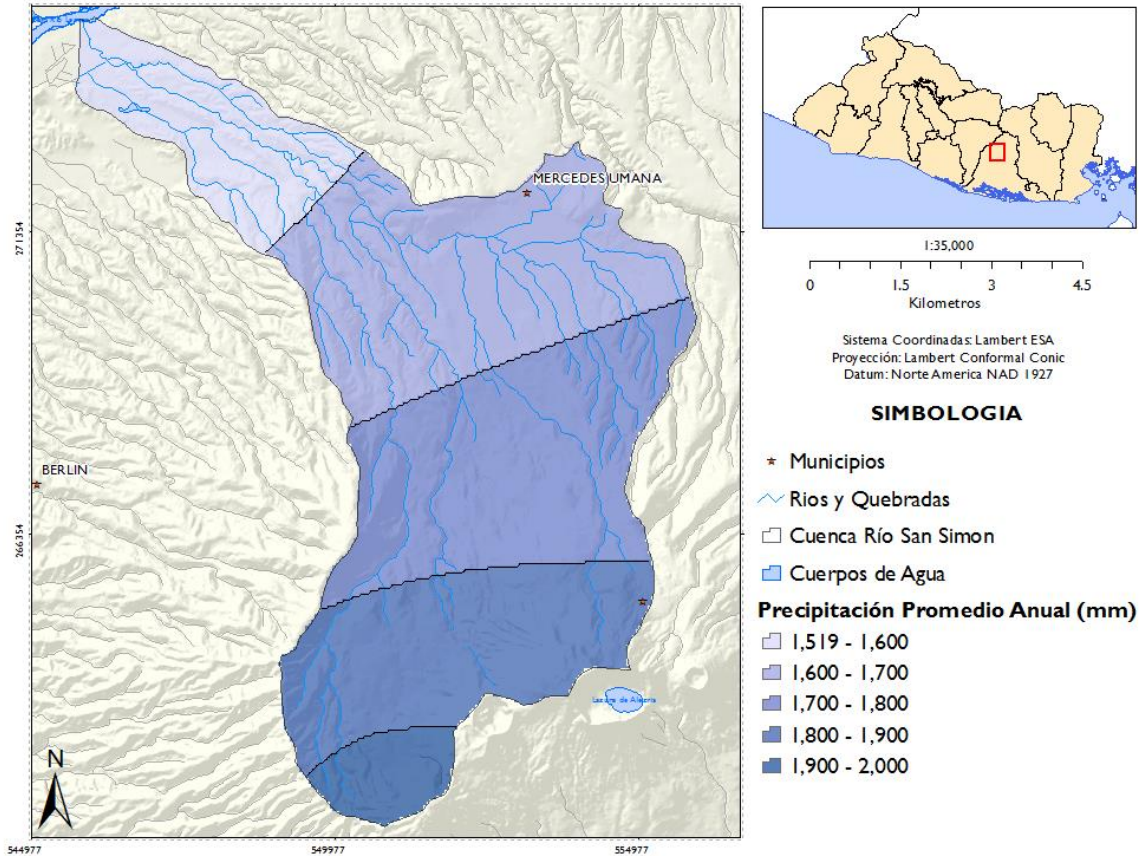 MERCEDES UMANA
BERLIN
Laguna de Alegria
N
271354
266354
544977
549977
554977
1:35,000
0 1.5 3 4.5
Kilometros
Sistema Coordinadas: Lambert ESA
Proyección: Lambert Conformal Conic
Datum: Norte America NAD 1927
SIMBOLOGIA
Municipios
Rios y Quebradas
Cuenca Río San Simon
Cuerpos de Agua
Precipitación Promedio Anual (mm)
1,519 - 1,600
1,600 - 1,700
1,700 - 1,800
1,800 - 1,900
1,900 - 2,000